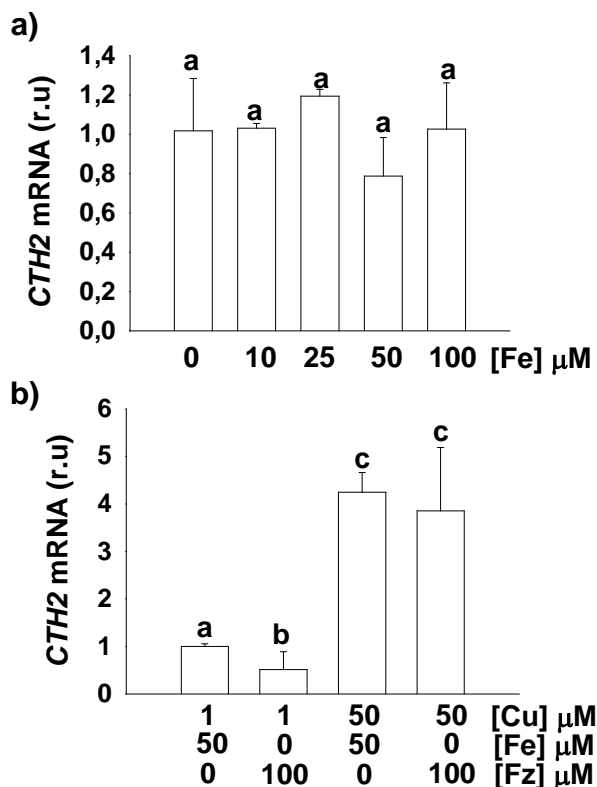 a)
CTH2 mRNA (r.u)
1,4
1,2
1,0
0,8
0,6
0,4
0,2
0,0
a a a a a
0 10 25 50 100 [Fe] μM
b)
CTH2 mRNA (r.u)
6
5
4
3
2
1
0
a b c c
1 1 50 50 [Cu] μM
50 0 50 0 [Fe] μM
0 100 0 100 [Fz] μM